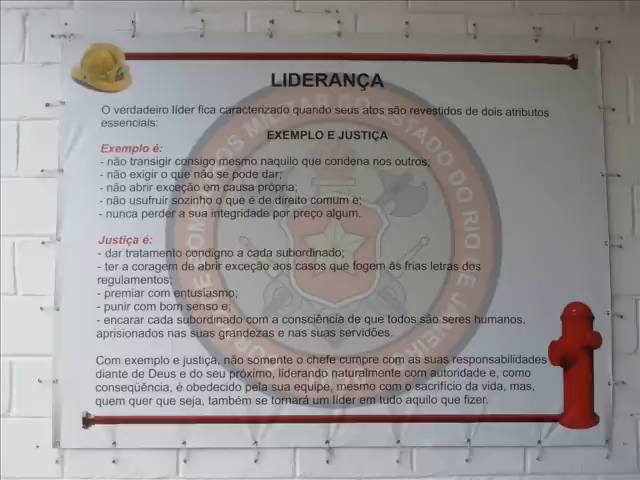 LIDERANÇA
O verdadeiro líder fica caracterizado quando seus atos são revestidos de dois atributos
essenciais:
EXEMPLO E JUSTIÇA
Exemplo é:
- não transigir consigo mesmo naquilo que condena nos outros;
- não exigir o que não se pode dar;
- não abrir exceção em causa própria;
- não usufruir sozinho o que é de direito comum e;
- nunca perder a sua integridade por preço algum.
Justiça é:
- dar tratamento condigno a cada subordinado;
- ter a coragem de abrir exceção aos casos que fogem às frias letras dos
regulamentos;
- premiar com entusiasmo;
- punir com bom senso e;
- encarar cada subordinado com a consciência de que todos são seres humanos,
aprisionados nas suas grandezas e nas suas servidões.
Com exemplo e justiça, não somente o chefe cumpre com as suas responsabilidades
diante de Deus e do seu próximo, liderando naturalmente com autoridade e, como
conseqüência, é obedecido pela sua equipe, mesmo com o sacrifício da vida, mas,
quem quer que seja, também se tornará um líder em tudo aquilo que fizer.